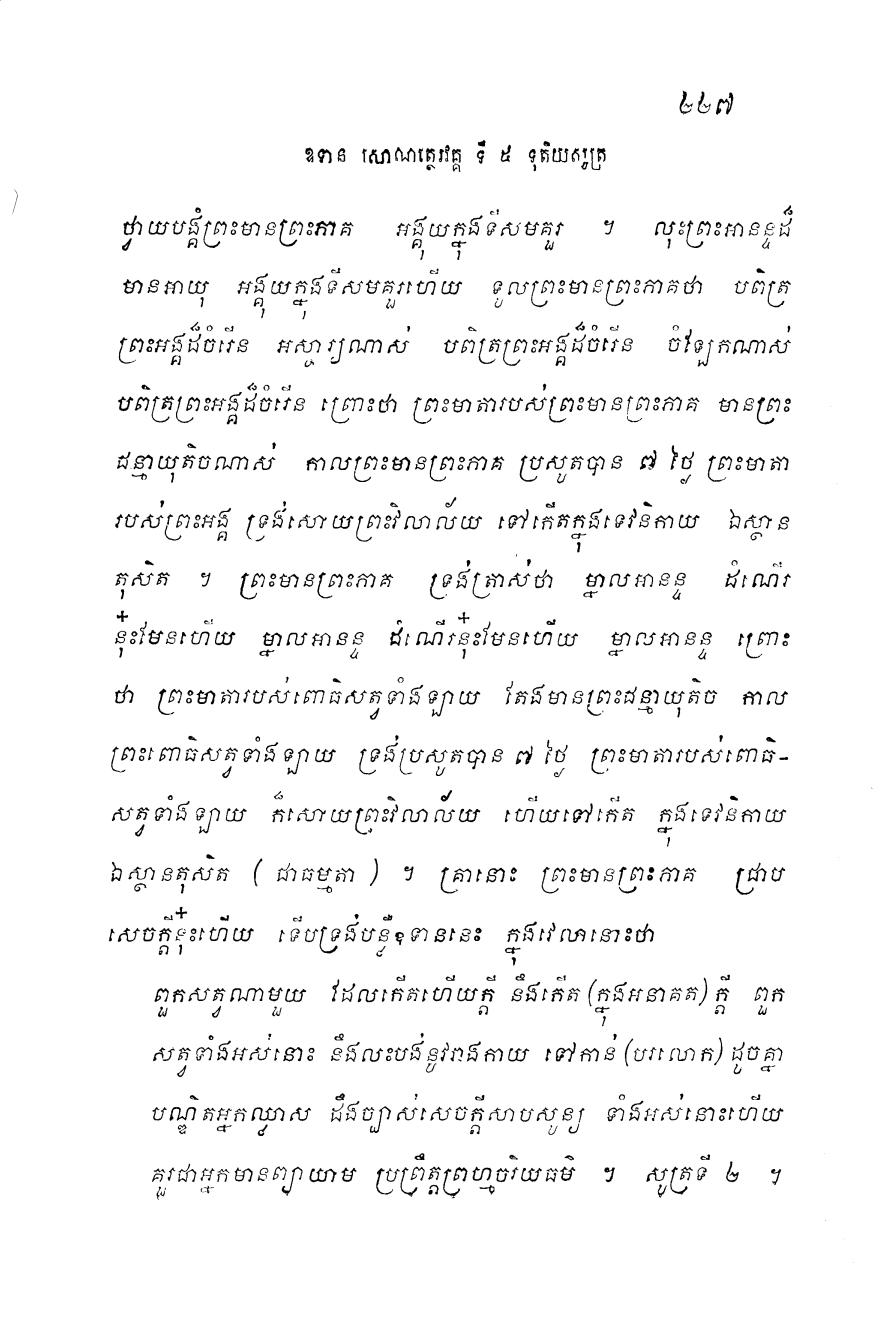 ២២៧
ឧទាន សោណត្ថេរវគ្គ ទី ៥ ទុតិយសូត្រ
ថ្វាយបង្គំព្រះមានព្រះភាគ អង្គុយក្នុងទីសមគួរ ។ លុះព្រះអានន្ទដ៏
មានអាយុ អង្គុយក្នុងទីសមគួរហើយ ទូលព្រះមានព្រះភាគថា បពិត្រ
ព្រះអង្គដ៏ចំរើន អស្ចារ្យណាស់ បពិត្រព្រះអង្គដ៏ចំរើន ចំឡែកណាស់
បពិត្រព្រះអង្គដ៏ចំរើន ព្រោះថា ព្រះមាតារបស់ព្រះមានព្រះភាគ មានព្រះ
ជន្មាយុតិចណាស់ កាលព្រះមានព្រះភាគ ប្រសូតបាន ៧ ថ្ងៃ ព្រះមាតា
របស់ព្រះអង្គ ទ្រង់សោយព្រះវិលាល័យ ទៅកើតក្នុងទេវនិកាយ ឯស្ថាន
តុសិត ។ ព្រះមានព្រះភាគ ទ្រង់ត្រាស់ថា ម្នាលអានន្ទ ដំណើរ
នុ៎ះមែនហើយ ម្នាលអានន្ទ ដំណើរនុ៎ះមែនហើយ ម្នាលអានន្ទ ព្រោះ
ថា ព្រះមាតារបស់ពោធិសត្វទាំងឡាយ តែងមានព្រះជន្មាយុតិច កាល
ព្រះពោធិសត្វទាំងឡាយ ទ្រង់ប្រសូតបាន ៧ ថ្ងៃ ព្រះមាតារបស់ពោធិ-
សត្វទាំងឡាយ ក៏សោយព្រះវិលាល័យ ហើយទៅកើត ក្នុងទេវនិកាយ
ឯស្ថានតុសិត ( ជាធម្មតា ) ។ គ្រានោះ ព្រះមានព្រះភាគ ជ្រាប
សេចក្តីនុ៎ះហើយ ទើបទ្រង់បន្លឺឧទាននេះ ក្នុងវេលានោះថា
ពួកសត្វណាមួយ ដែលកើតហើយក្តី នឹងកើត (ក្នុងអនាគត) ក្តី ពួក
សត្វទាំងអស់នោះ នឹងលះបង់នូវរាងកាយ ទៅកាន់ (បរលោក) ដូចគ្នា
បណ្ឌិតអ្នកឈ្លាស ដឹងច្បាស់សេចក្តីសាបសូន្យ ទាំងអស់នោះហើយ
គួរជាអ្នកមានព្យាយាម ប្រព្រឹត្តព្រហ្មចរិយធម៌ ។ សូត្រទី ២ ។